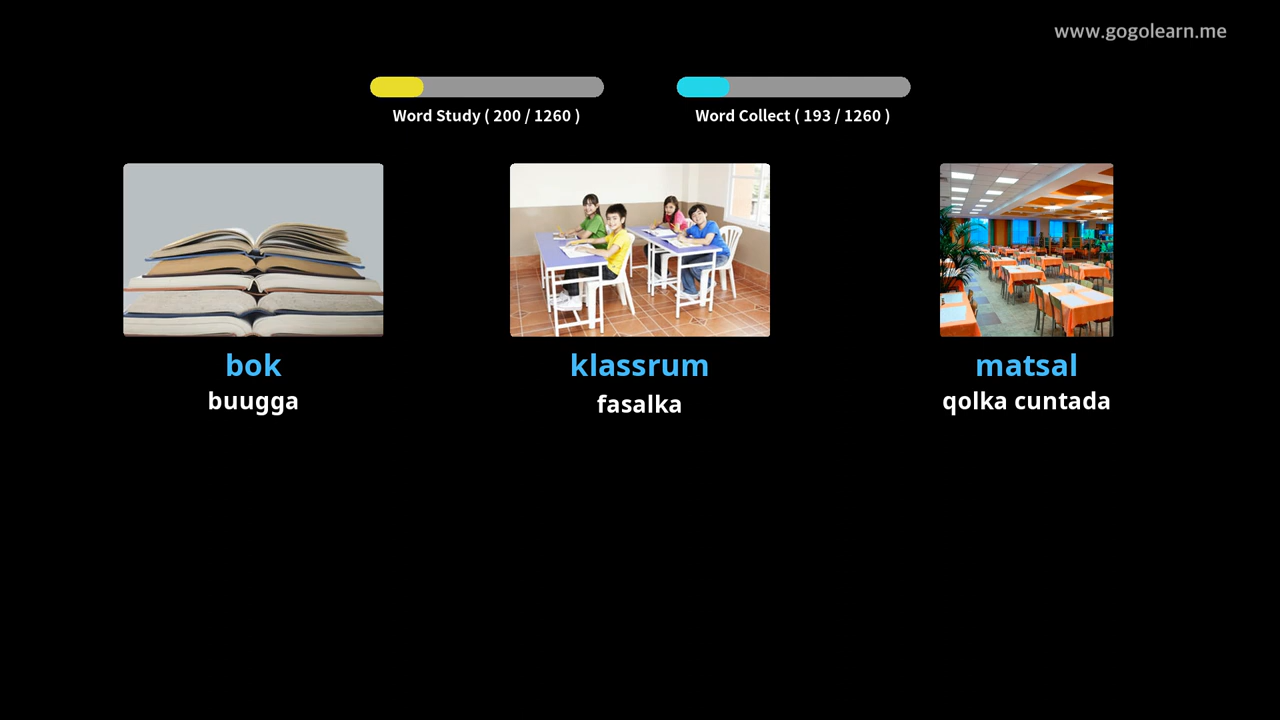 www.gogolearn.me
Word Study ( 200 / 1260 )
Word Collect ( 193 / 1260 )
bok
buugga
klassrum
fasalka
matsal
qolka cuntada